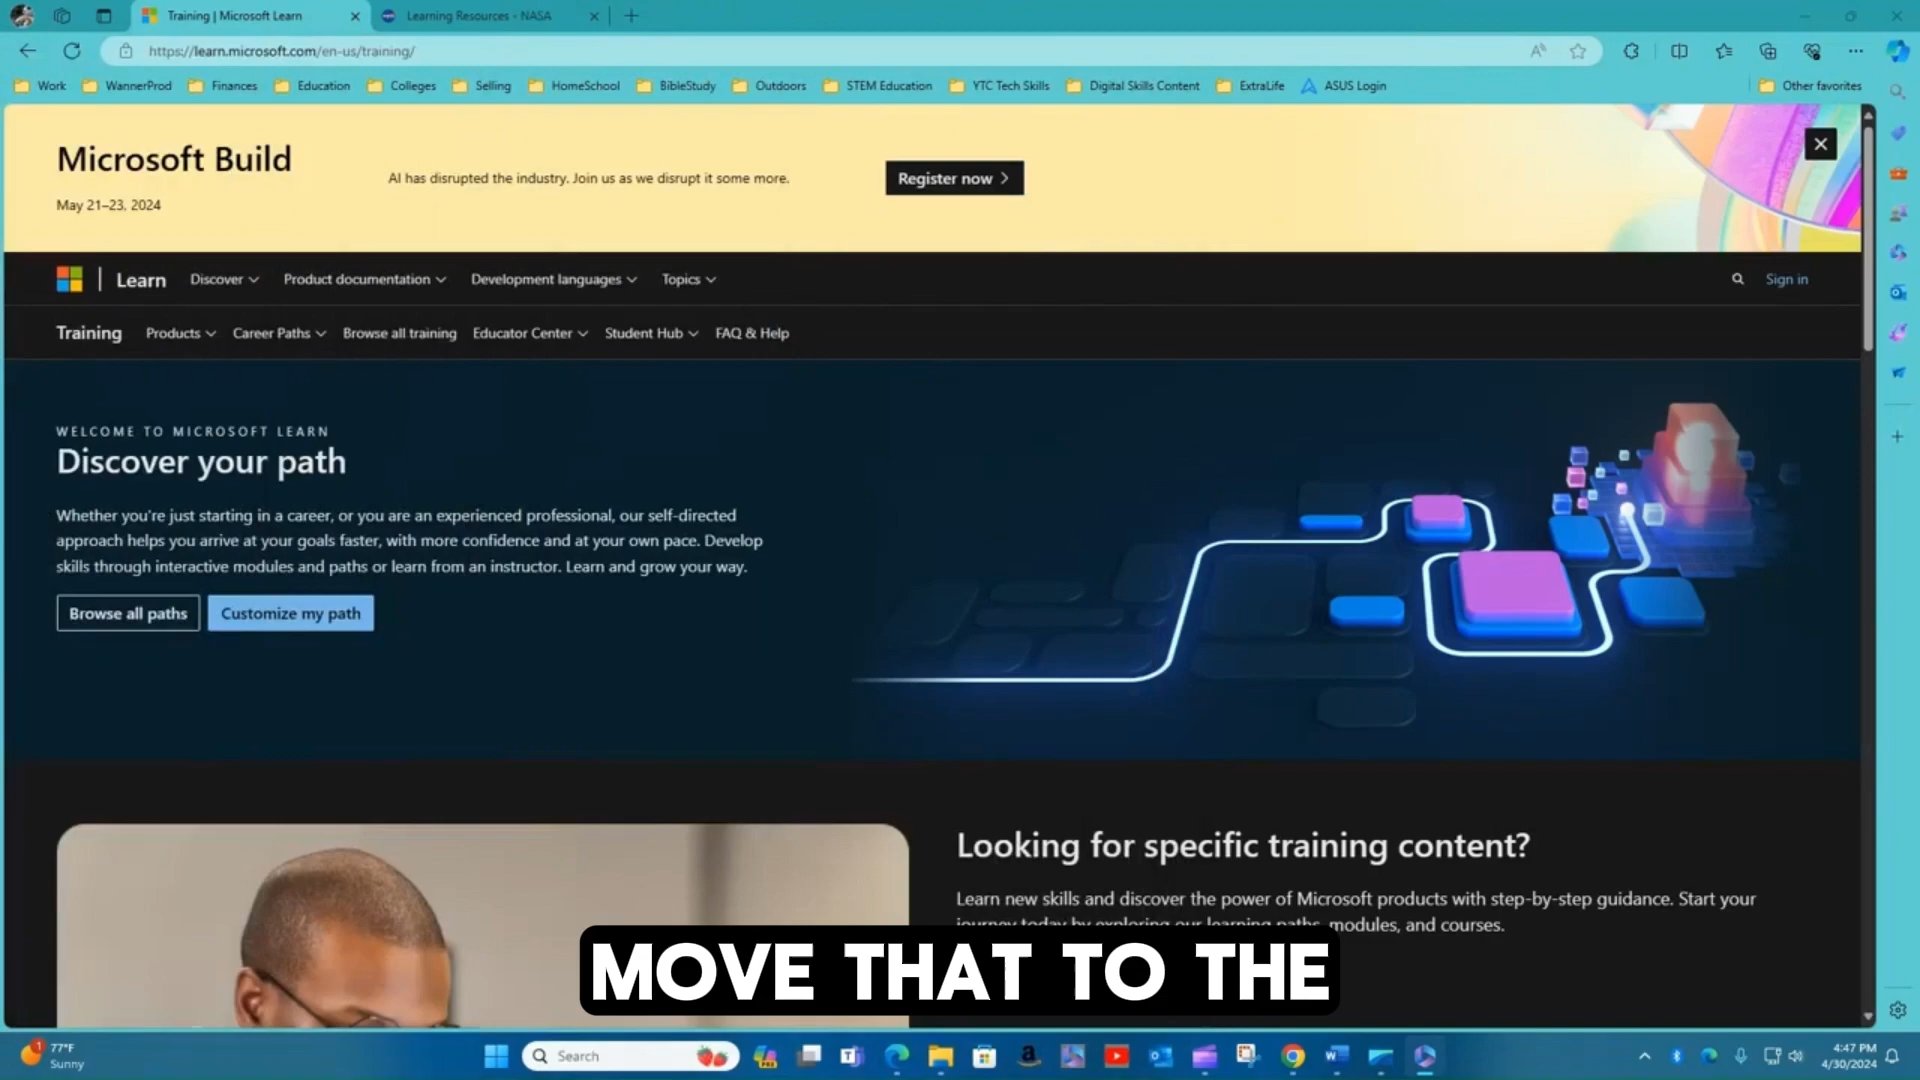 Training | Microsoft Learn
Learning Resources - NASA
https://learn.microsoft.com/en-us/training/
Work
WannerProd
Finances
Education
Colleges
Selling
HomeSchool
BibleStudy
Outdoors
STEM Education
YTC Tech Skills
Digital Skills Content
ExtraLife
ASUS Login
Other favorites
Microsoft Build
May 21–23, 2024
AI has disrupted the industry. Join us as we disrupt it some more.
Register now
Learn
Discover
Product documentation
Development languages
Topics
Sign in
Training
Products
Career Paths
Browse all training
Educator Center
Student Hub
FAQ & Help
WELCOME TO MICROSOFT LEARN
Discover your path
Whether you're just starting in a career, or you are an experienced professional, our self-directed
approach helps you arrive at your goals faster, with more confidence and at your own pace. Develop
skills through interactive modules and paths or learn from an instructor. Learn and grow your way.
Browse all paths
Customize my path
Looking for specific training content?
Learn new skills and discover the power of Microsoft products with step-by-step guidance. Start your
journey today by exploring our learning paths, modules, and courses.
MOVE THAT TO THE
1
77°F
Sunny
Search
4:47 PM
4/30/2024